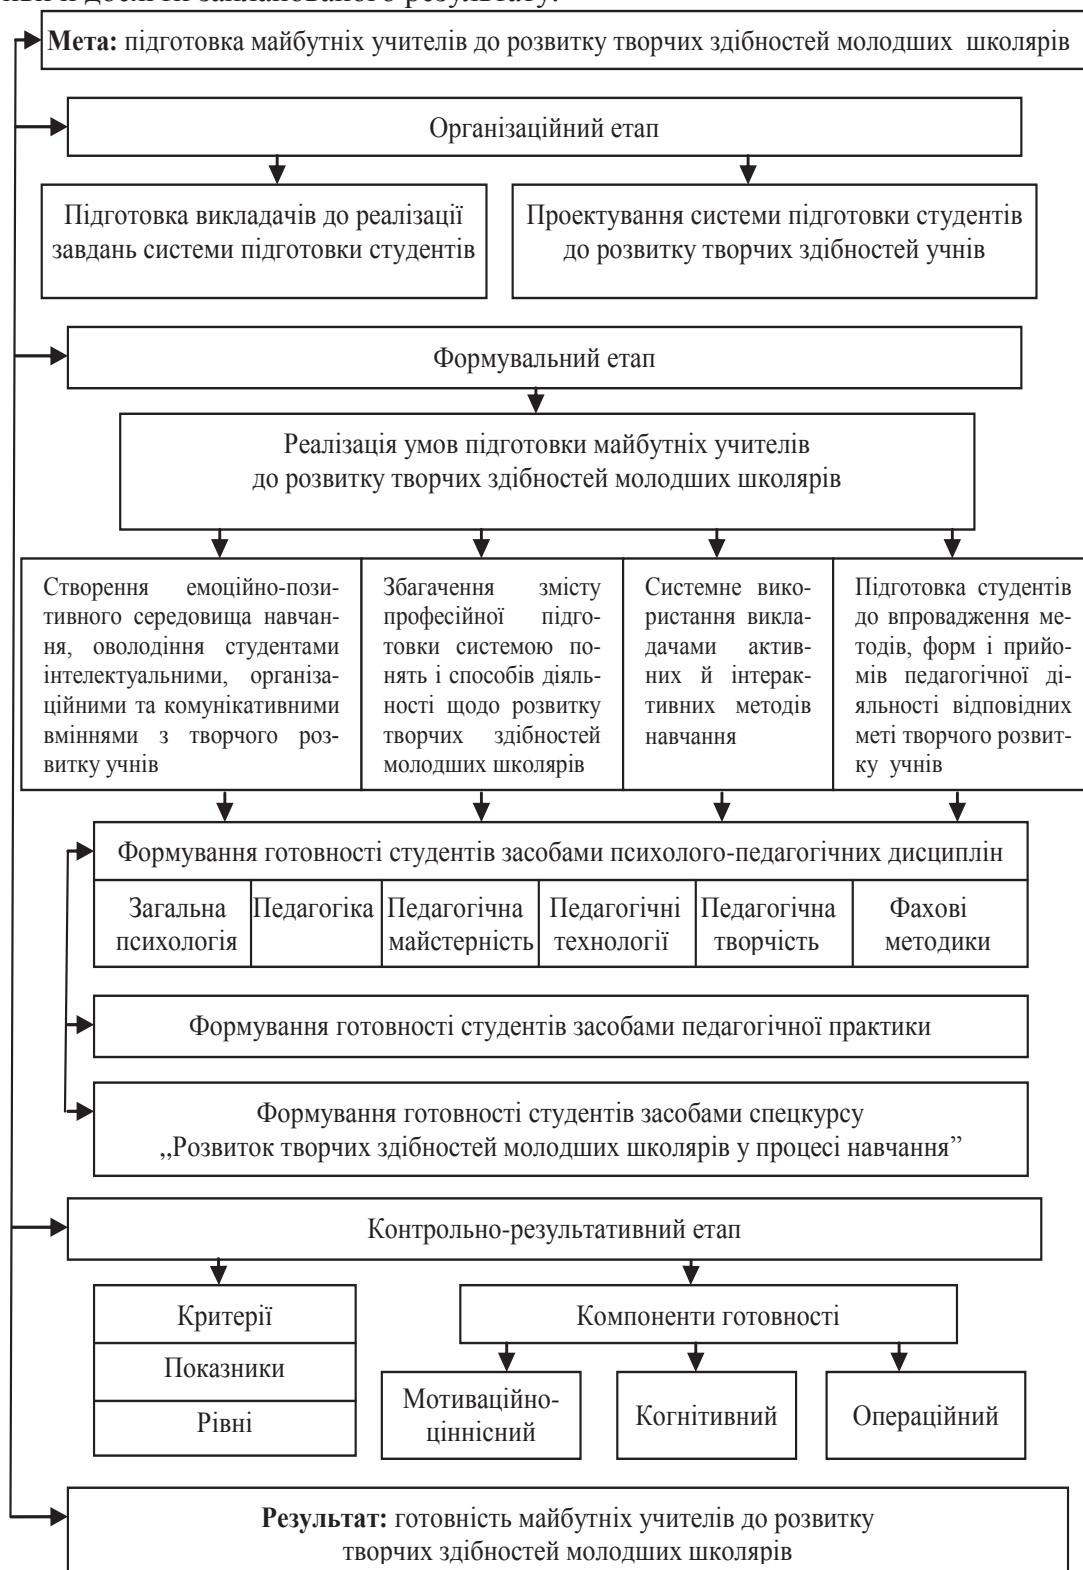 досягти запланованого результату.
Мета: підготовка майбутніх учителів до розвитку творчих здібностей молодших школярів
Організаційний етап
Підготовка викладачів до реалізації
завдань системи підготовки студентів
Проектування системи підготовки студентів
до розвитку творчих здібностей учнів
Формувальний етап
Реалізація умов підготовки майбутніх учителів
до розвитку творчих здібностей молодших школярів
Створення емоційно-пози-
тивного середовища навчан-
ня, оволодіння студентами
інтелектуальними, організа-
ційними та комунікативними
вміннями з творчого роз-
витку учнів
Збагачення змісту
професійної підго-
товки системою по-
нять і способів діяль-
ності щодо розвитку
творчих здібностей
молодших школярів
Системне вико-
ристання викла-
дачами актив-
них й інтерак-
тивних методів
навчання
Підготовка студентів
до впровадження ме-
тодів, форм і прийо-
мів педагогічної ді-
яльності відповідних
меті творчого розвит-
ку учнів
Формування готовності студентів засобами психолого-педагогічних дисциплін
Загальна
психологія
Педагогіка
Педагогічна
майстерність
Педагогічні
технології
Педагогічна
творчість
Фахові
методики
Формування готовності студентів засобами педагогічної практики
Формування готовності студентів засобами спецкурсу
„Розвиток творчих здібностей молодших школярів у процесі навчання”
Контрольно-результативний етап
Критерії
Показники
Рівні
Компоненти готовності
Мотиваційно-
ціннісний
Когнітивний
Операційний
Результат: готовність майбутніх учителів до розвитку
творчих здібностей молодших школярів